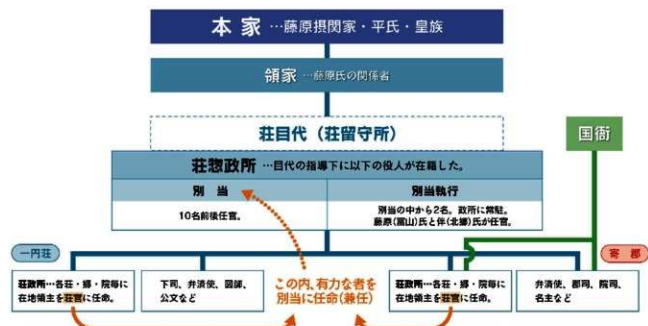 本家…藤原摂関家・平氏・皇族
領家…藤原氏の関係者
荘目代（荘留守所）
国衙
荘惣政所…目代の指導下に以下の役人が在籍した。
別当
別当執行
10名前後任官。
別当の中から2名。政所に常駐。
藤原(富山)氏と伴(北郷)氏が任官。
一円荘
寄郡
荘政所…各荘・郷・院毎に
在地領主を荘官に任命。
下司、弁済使、図師、
公文など
この内、有力な者を
別当に任命(兼任)
荘政所…各荘・郷・院毎に
在地領主を荘官に任命。
弁済使、郡司、院司、
名主など